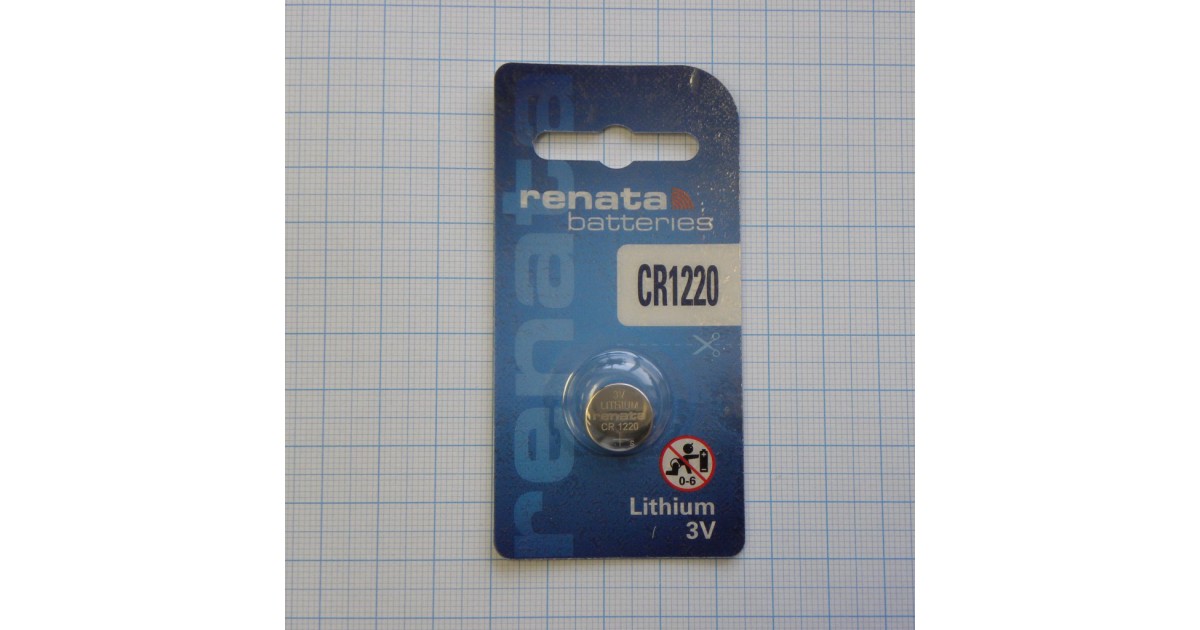 renata
renata
batteries
CR1220
3V
LITHIUM
renata
CR 1220
+
0-6
Lithium
3V